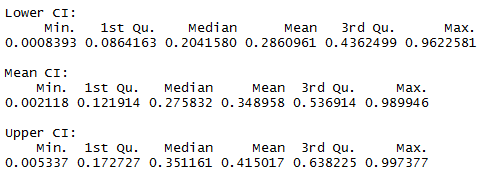 Lower CI:
Min. 1st Qu. Median Mean 3rd Qu. Max.
0.0008393 0.0864163 0.2041580 0.2860961 0.4362499 0.9622581
Mean CI:
Min. 1st Qu. Median Mean 3rd Qu. Max.
0.002118 0.121914 0.275832 0.348958 0.536914 0.989946
Upper CI:
Min. 1st Qu. Median Mean 3rd Qu. Max.
0.005337 0.172727 0.351161 0.415017 0.638225 0.997377